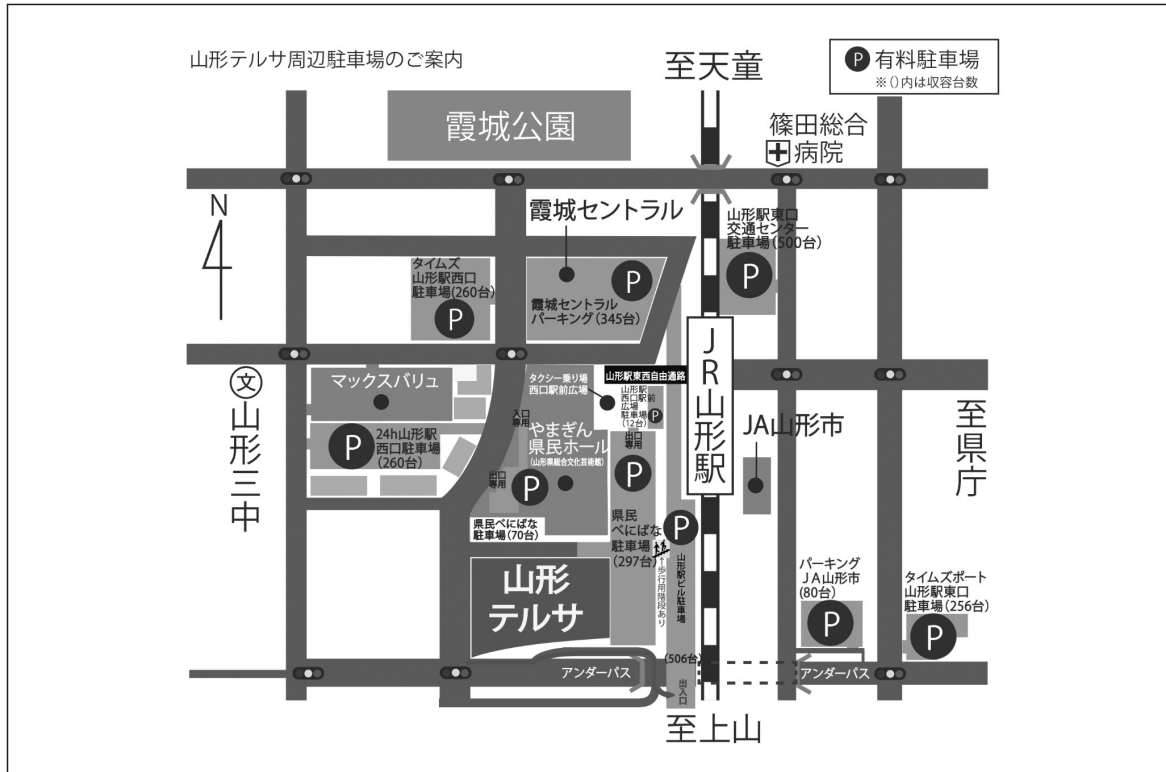 山形テルサ周辺駐車場のご案内
P 有料駐車場
※()内は収容台数
至天童
霞城公園
篠田総合
病院
N
霞城セントラル
山形駅東口
交通センター
駐車場(500台)
P
タイムズ
山形駅西口
駐車場(260台)
P
P
霞城セントラル
パーキング(345台)
JR山形駅
山形駅東西自由通路
タクシー乗り場
西口駅前広場
山形駅
西口駅前
広場
駐車場
(12台)
P
文
山形三中
マックスバリュ
P
24h山形駅
西口駐車場
(260台)
入口
専用
やまぎん
県民ホール
(山形県総合文化芸術館)
出口
専用
P
県民べにばな
駐車場(70台)
出口
専用
P
県民
べにばな
駐車場
(297台)
P
↑歩行用階段あり
山形駅ビル駐車場
(506台)
出入口
JA山形市
至県庁
山形
テルサ
パーキング
JA山形市
(80台)
P
タイムズポート
山形駅東口
駐車場(256台)
P
アンダーパス
アンダーパス
至上山